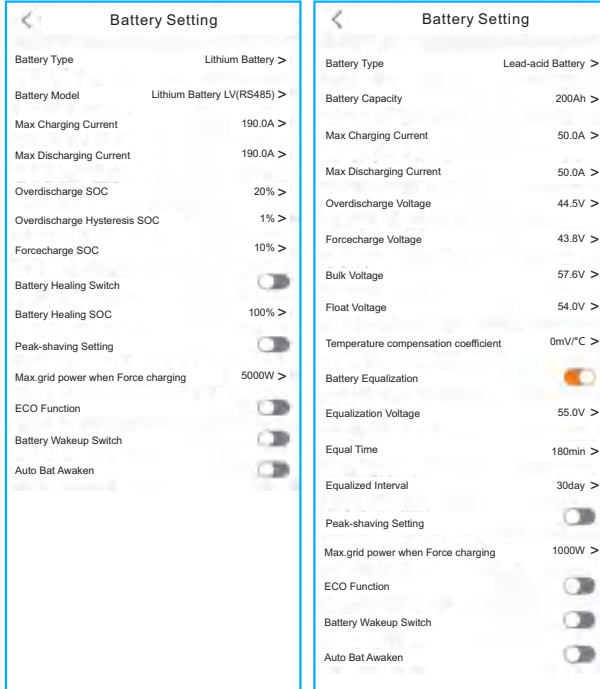 Battery Setting
Battery Type Lithium Battery >
Battery Model Lithium Battery LV(RS485) >
Max Charging Current 190.0A >
Max Discharging Current 190.0A >
Overdischarge SOC 20% >
Overdischarge Hysteresis SOC 1% >
Forcecharge SOC 10% >
Battery Healing Switch
Battery Healing SOC 100% >
Peak-shaving Setting
Max.grid power when Force charging 5000W >
ECO Function
Battery Wakeup Switch
Auto Bat Awaken
Battery Setting
Battery Type Lead-acid Battery >
Battery Capacity 200Ah >
Max Charging Current 50.0A >
Max Discharging Current 50.0A >
Overdischarge Voltage 44.5V >
Forcecharge Voltage 43.8V >
Bulk Voltage 57.6V >
Float Voltage 54.0V >
Temperature compensation coefficient 0mV/°C >
Battery Equalization
Equalization Voltage 55.0V >
Equal Time 180min >
Equalized Interval 30day >
Peak-shaving Setting
Max.grid power when Force charging 1000W >
ECO Function
Battery Wakeup Switch
Auto Bat Awaken